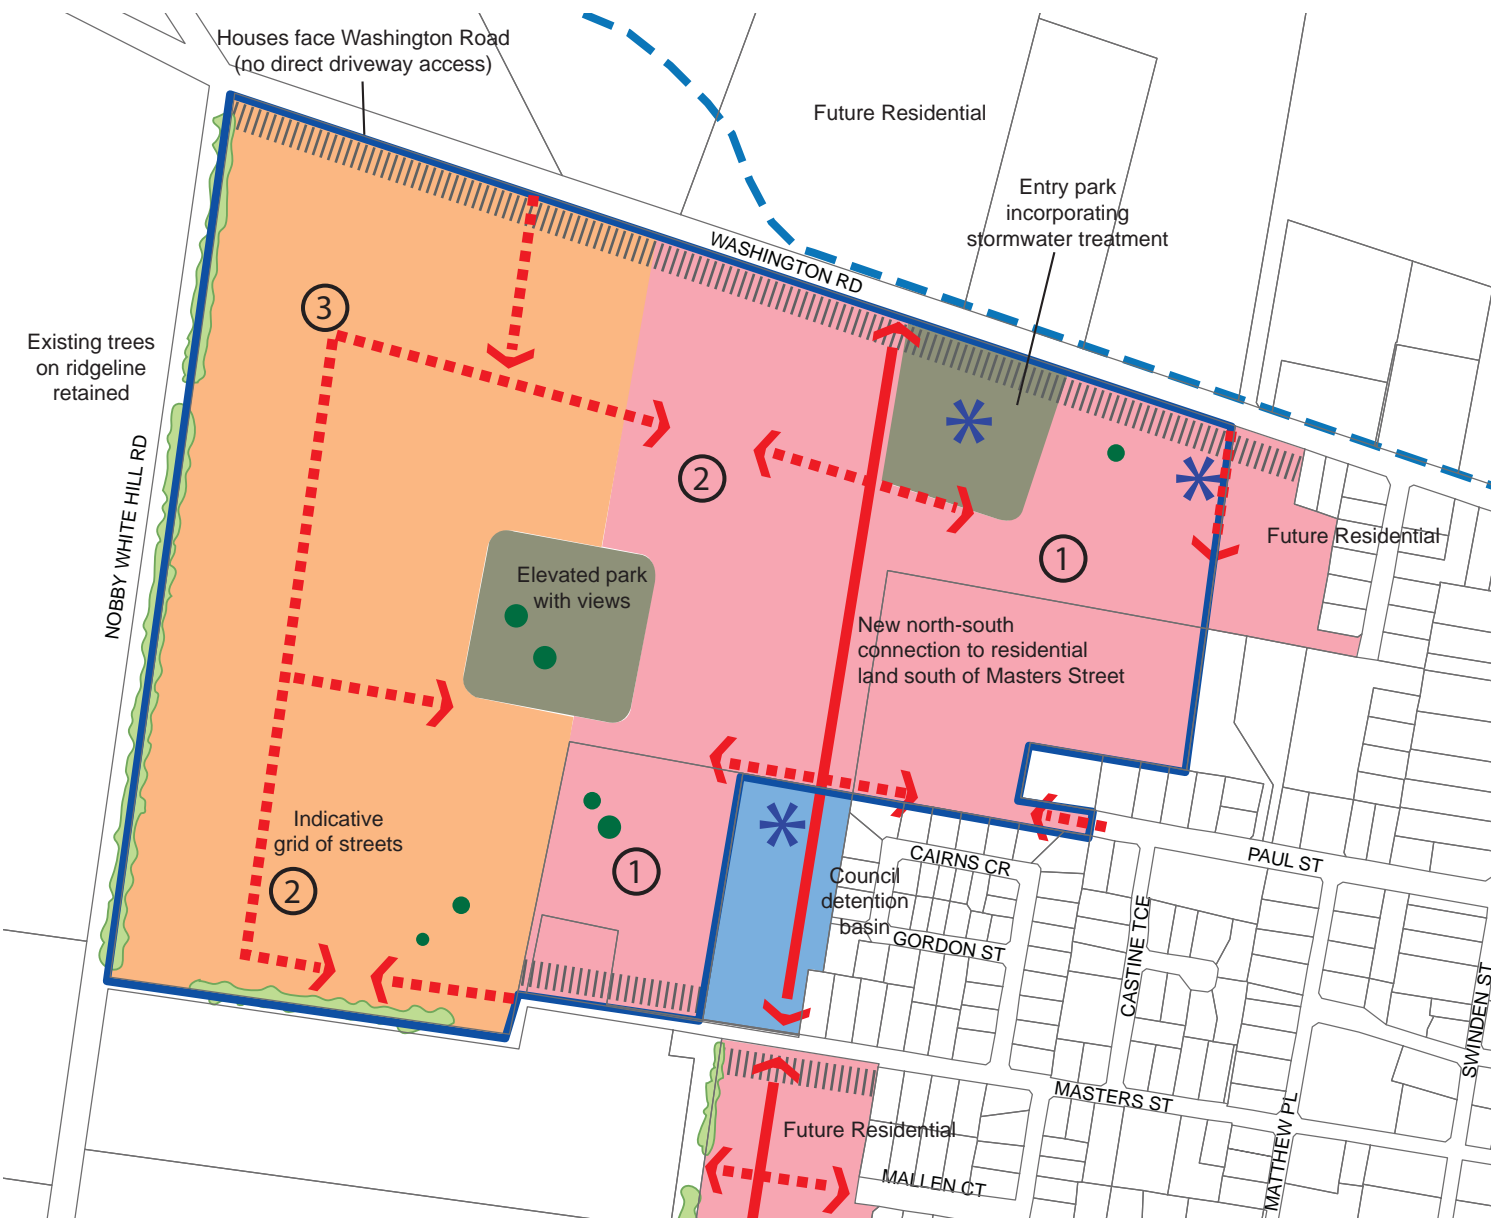 Houses face Washington Road
(no direct driveway access)
Future Residential
Entry park
incorporating
stormwater treatment
WASHINGTON RD
3
Existing trees
on ridgeline
retained
NOBBY WHITE HILL RD
2
1
Future Residential
Elevated park
with views
New north-south
connection to residential
land south of Masters Street
Indicative
grid of streets
2
1
Council
detention
basin
CAIRNS CR
PAUL ST
GORDON ST
CASTINE TCE
SWINDEN ST
MASTERS ST
MATTHEW PL
Future Residential
MALLEN CT